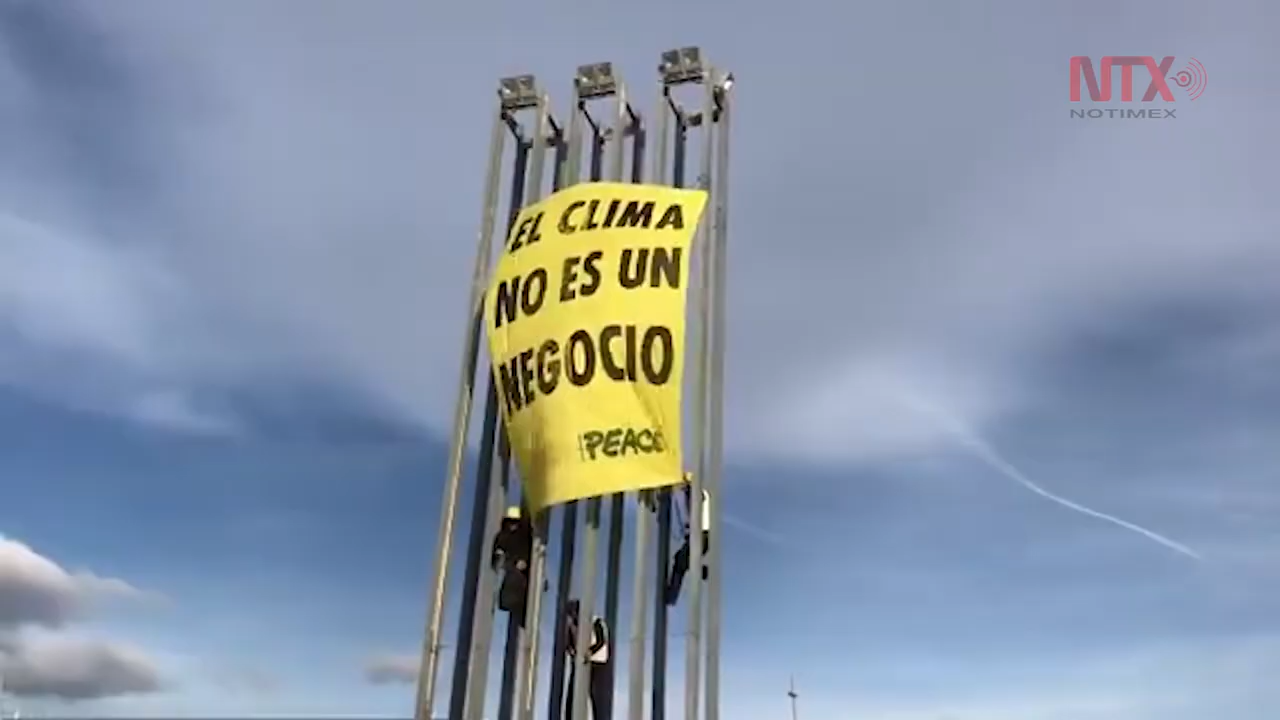 NTX
NOTIMEX
EL CLIMA
NO ES UN
NEGOCIO
PEACE